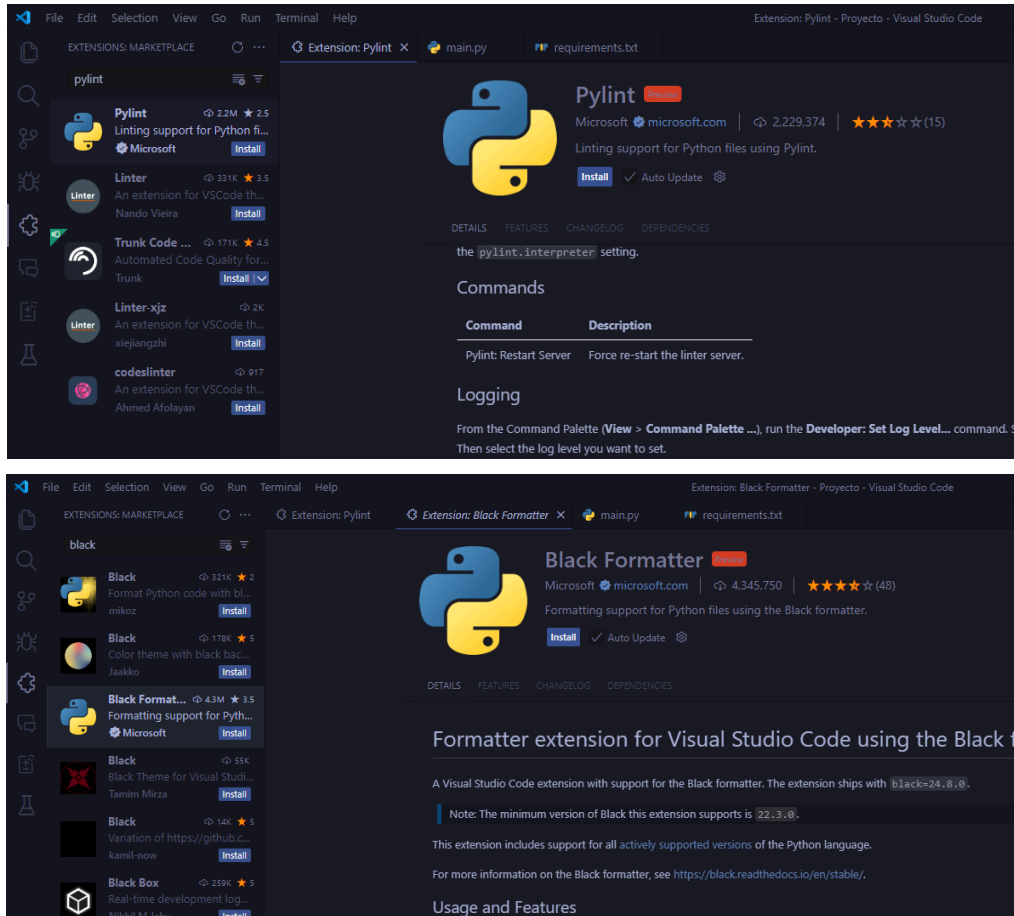 File Edit Selection View Go Run Terminal Help
Extension: Pylint - Proyecto - Visual Studio Code
EXTENSIONS: MARKETPLACE
pylint
Pylint 2.2M ★ 2.5
Linting support for Python fi...
Microsoft Install
Linter 331K ★ 3.5
An extension for VSCode th...
Nando Vieira Install
Trunk Code ... 171K ★ 4.5
Automated Code Quality for...
Trunk Install
Linter-xjz 2K
An extension for VSCode th...
xiejiangzhi Install
codeslinter 917
An extension for VSCode th...
Ahmed Afolayan Install
Linter
Linter
Extension: Pylint main.py requirements.txt
Pylint Preview
Microsoft microsoft.com 2,229,374 (15)
Linting support for Python files using Pylint.
Install Auto Update
DETAILS FEATURES CHANGELOG DEPENDENCIES
the pylint.interpreter setting.
Commands
Command Description
Pylint: Restart Server Force re-start the linter server.
Logging
From the Command Palette (View > Command Palette ...), run the Developer: Set Log Level... command.
Then select the log level you want to set.
File Edit Selection View Go Run Terminal Help
Extension: Black Formatter - Proyecto - Visual Studio Code
EXTENSIONS: MARKETPLACE
black
Black 321K ★ 2
Format Python code with bl...
mikoz Install
Black 178K ★ 5
Color theme with black bac...
Jaakko Install
Black Format... 4.3M ★ 3.5
Formatting support for Pyth...
Microsoft Install
Black 55K
Black Theme for Visual Studi...
Tamim Mirza Install
Black 14K ★ 5
Variation of https://github.c...
kamil-now Install
Black Box 259K ★ 5
Real-time development log...
Install
Extension: Pylint Extension: Black Formatter main.py requirements.txt
Black Formatter Preview
Microsoft microsoft.com 4,345,750 (48)
Formatting support for Python files using the Black formatter.
Install Auto Update
DETAILS FEATURES CHANGELOG DEPENDENCIES
Formatter extension for Visual Studio Code using the Black
A Visual Studio Code extension with support for the Black formatter. The extension ships with black=24.8.0.
Note: The minimum version of Black this extension supports is 22.3.0.
This extension includes support for all actively supported versions of the Python language.
For more information on the Black formatter, see https://black.readthedocs.io/en/stable/.
Usage and Features